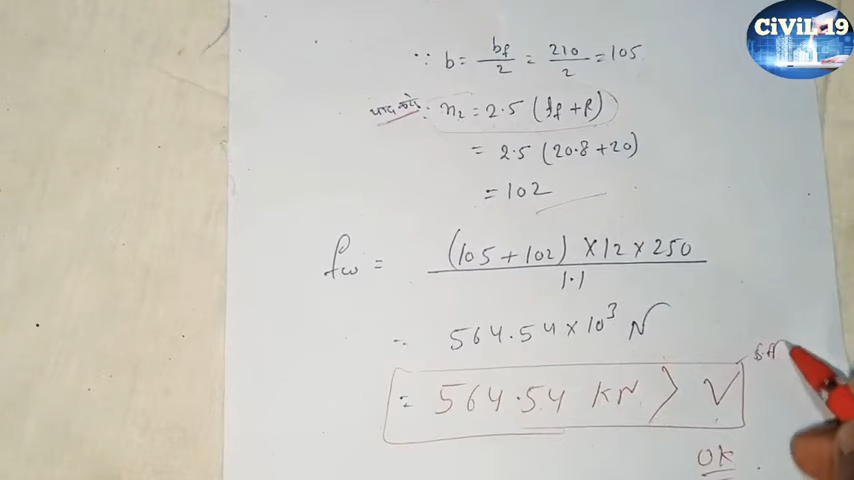 CiViL 19
∵ b = bf/2 = 210/2 = 105
याद करो: n2 = 2.5 (tf + R)
= 2.5 (20.8 + 20)
= 102
fw = (105 + 102) × 12 × 250 / 1.1
= 564.54 × 10³ N
= 564.54 kN > V
OK